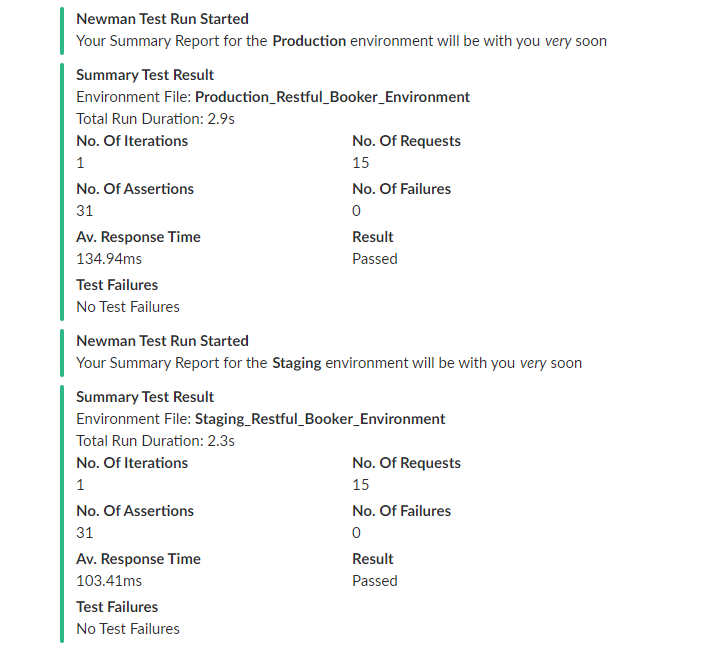 Newman Test Run Started
Your Summary Report for the Production environment will be with you very soon
Summary Test Result
Environment File: Production_Restful_Booker_Environment
Total Run Duration: 2.9s
No. Of Iterations No. Of Requests
1 15
No. Of Assertions No. Of Failures
31 0
Av. Response Time Result
134.94ms Passed
Test Failures
No Test Failures
Newman Test Run Started
Your Summary Report for the Staging environment will be with you very soon
Summary Test Result
Environment File: Staging_Restful_Booker_Environment
Total Run Duration: 2.3s
No. Of Iterations No. Of Requests
1 15
No. Of Assertions No. Of Failures
31 0
Av. Response Time Result
103.41ms Passed
Test Failures
No Test Failures